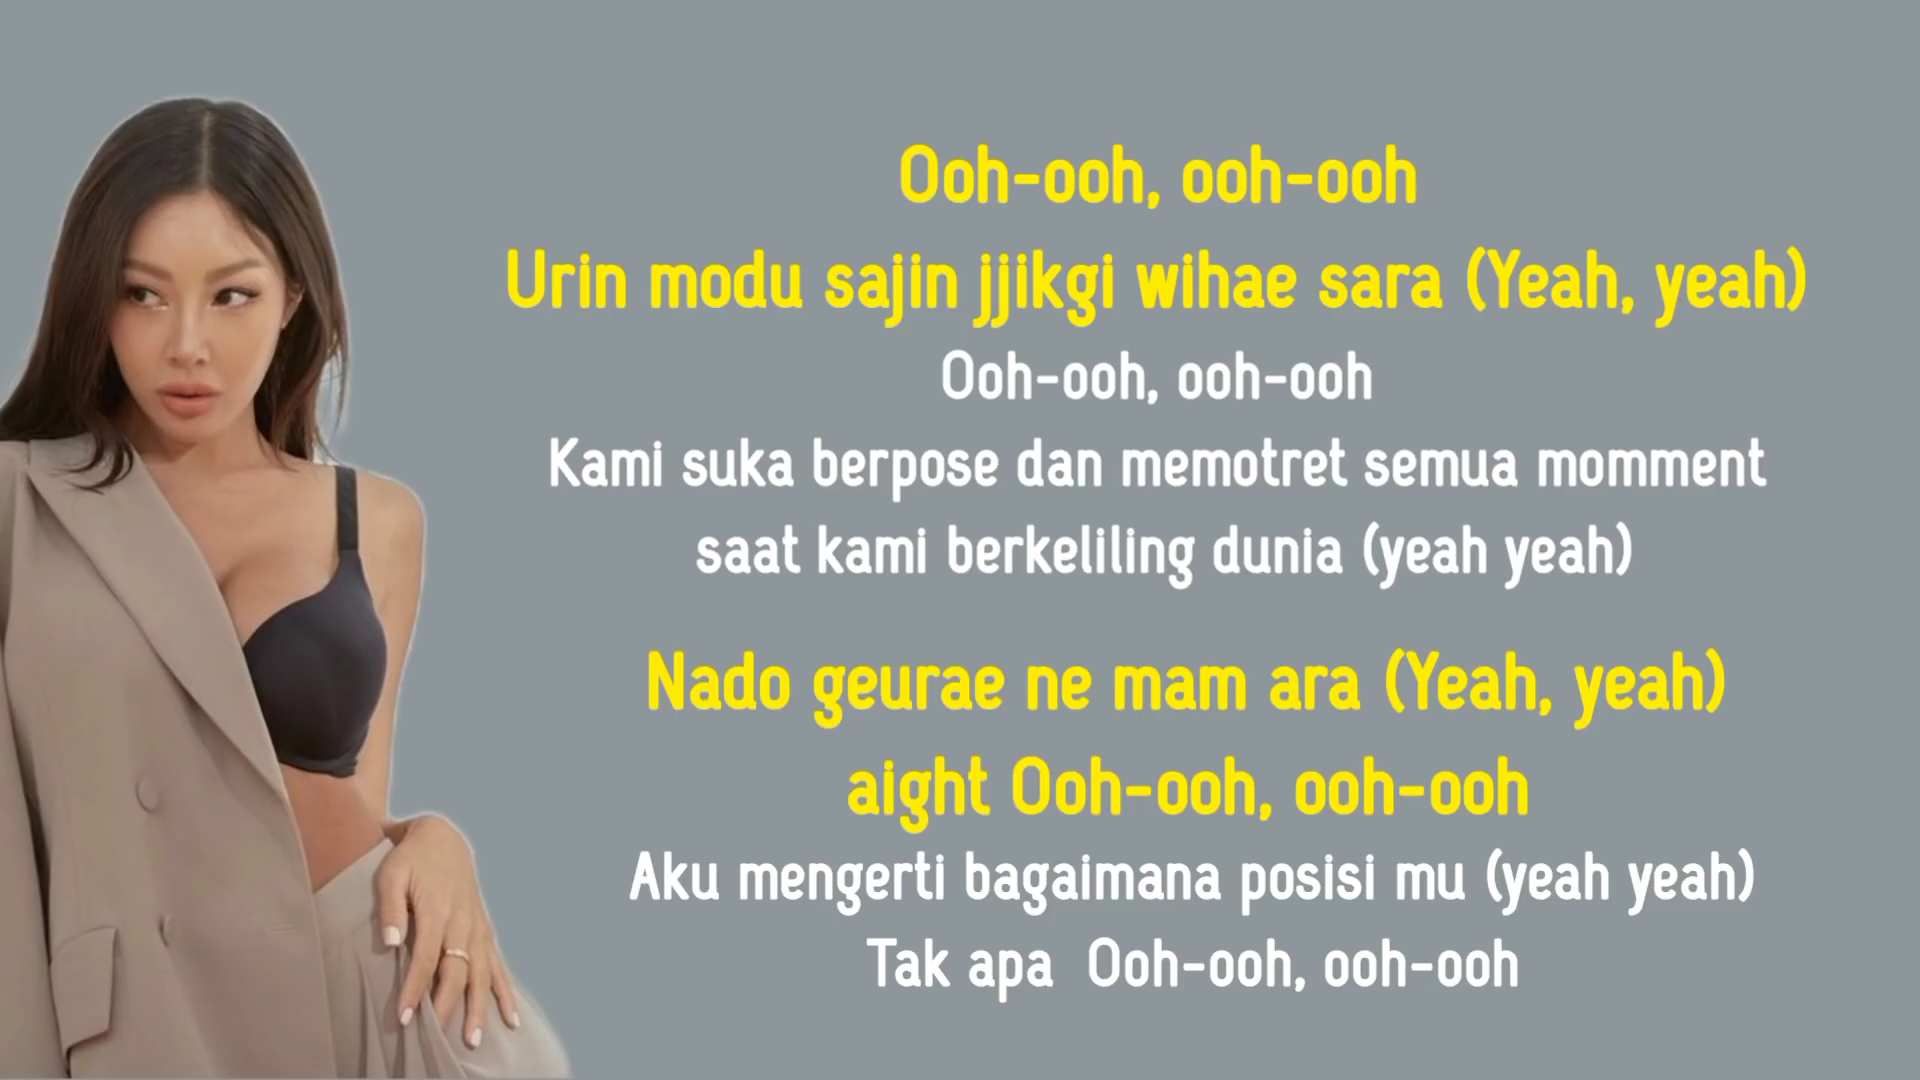 Ooh-ooh, ooh-ooh
Urin modu sajin jjikgi wihae sara (Yeah, yeah)
Ooh-ooh, ooh-ooh
Kami suka berpose dan memotret semua momment
saat kami berkeliling dunia (yeah yeah)
Nado geurae ne mam ara (Yeah, yeah)
aight Ooh-ooh, ooh-ooh
Aku mengerti bagaimana posisi mu (yeah yeah)
Tak apa  Ooh-ooh, ooh-ooh